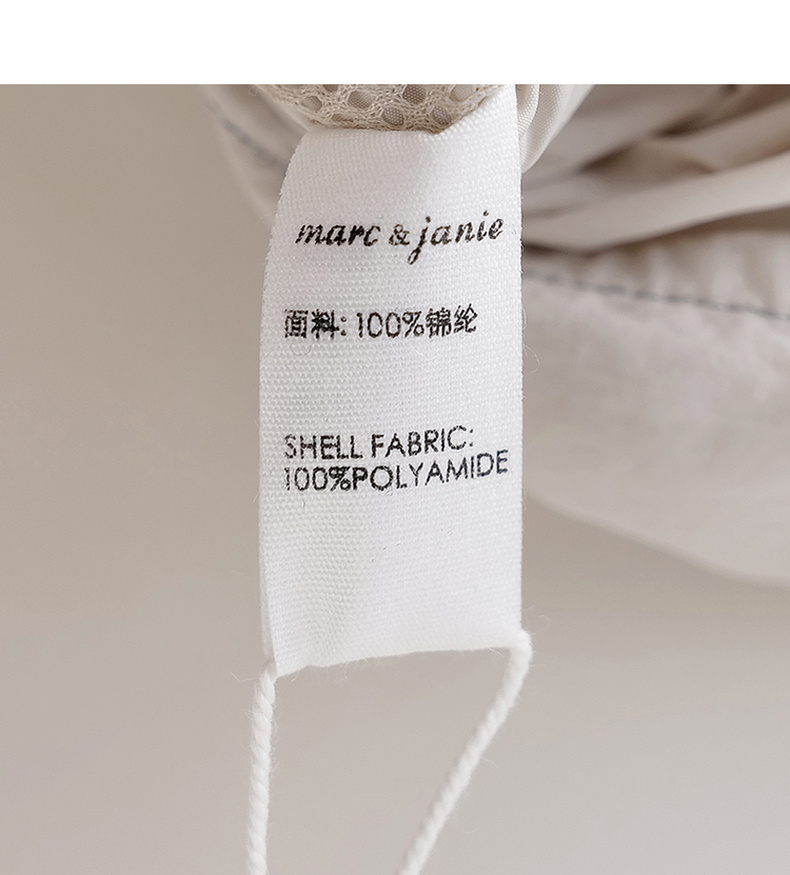 marc & janie
面料: 100%锦纶
SHELL FABRIC:
100%POLYAMIDE